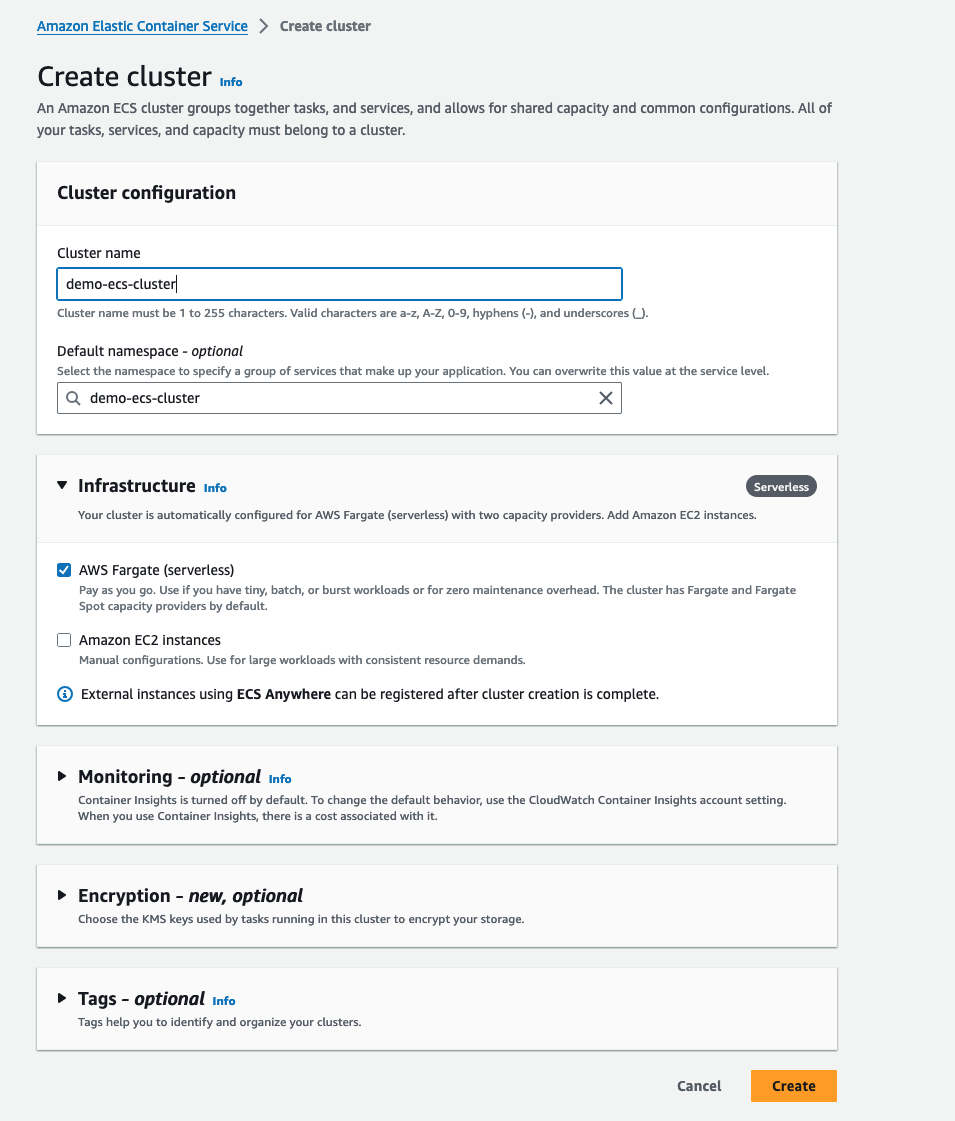 Amazon Elastic Container Service > Create cluster
Create cluster Info
An Amazon ECS cluster groups together tasks, and services, and allows for shared capacity and common configurations. All of
your tasks, services, and capacity must belong to a cluster.
Cluster configuration
Cluster name
demo-ecs-cluster
Cluster name must be 1 to 255 characters. Valid characters are a-z, A-Z, 0-9, hyphens (-), and underscores (_).
Default namespace - optional
Select the namespace to specify a group of services that make up your application. You can overwrite this value at the service level.
demo-ecs-cluster
Infrastructure Info Serverless
Your cluster is automatically configured for AWS Fargate (serverless) with two capacity providers. Add Amazon EC2 instances.
AWS Fargate (serverless)
Pay as you go. Use if you have tiny, batch, or burst workloads or for zero maintenance overhead. The cluster has Fargate and Fargate
Spot capacity providers by default.
Amazon EC2 instances
Manual configurations. Use for large workloads with consistent resource demands.
External instances using ECS Anywhere can be registered after cluster creation is complete.
Monitoring - optional Info
Container Insights is turned off by default. To change the default behavior, use the CloudWatch Container Insights account setting.
When you use Container Insights, there is a cost associated with it.
Encryption - new, optional
Choose the KMS keys used by tasks running in this cluster to encrypt your storage.
Tags - optional Info
Tags help you to identify and organize your clusters.
Cancel Create